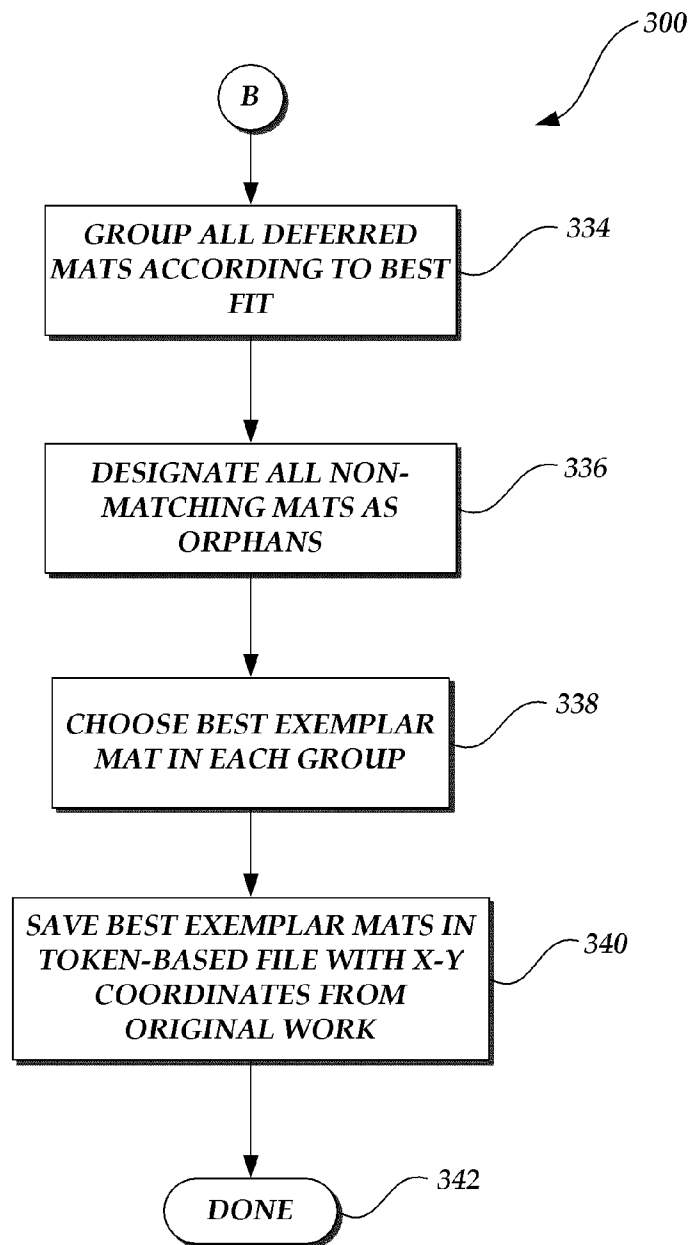 300
B
GROUP ALL DEFERRED
MATS ACCORDING TO BEST
FIT
334
DESIGNATE ALL NON-
MATCHING MATS AS
ORPHANS
336
CHOOSE BEST EXEMPLAR
MAT IN EACH GROUP
338
SAVE BEST EXEMPLAR MATS IN
TOKEN-BASED FILE WITH X-Y
COORDINATES FROM
ORIGINAL WORK
340
DONE
342